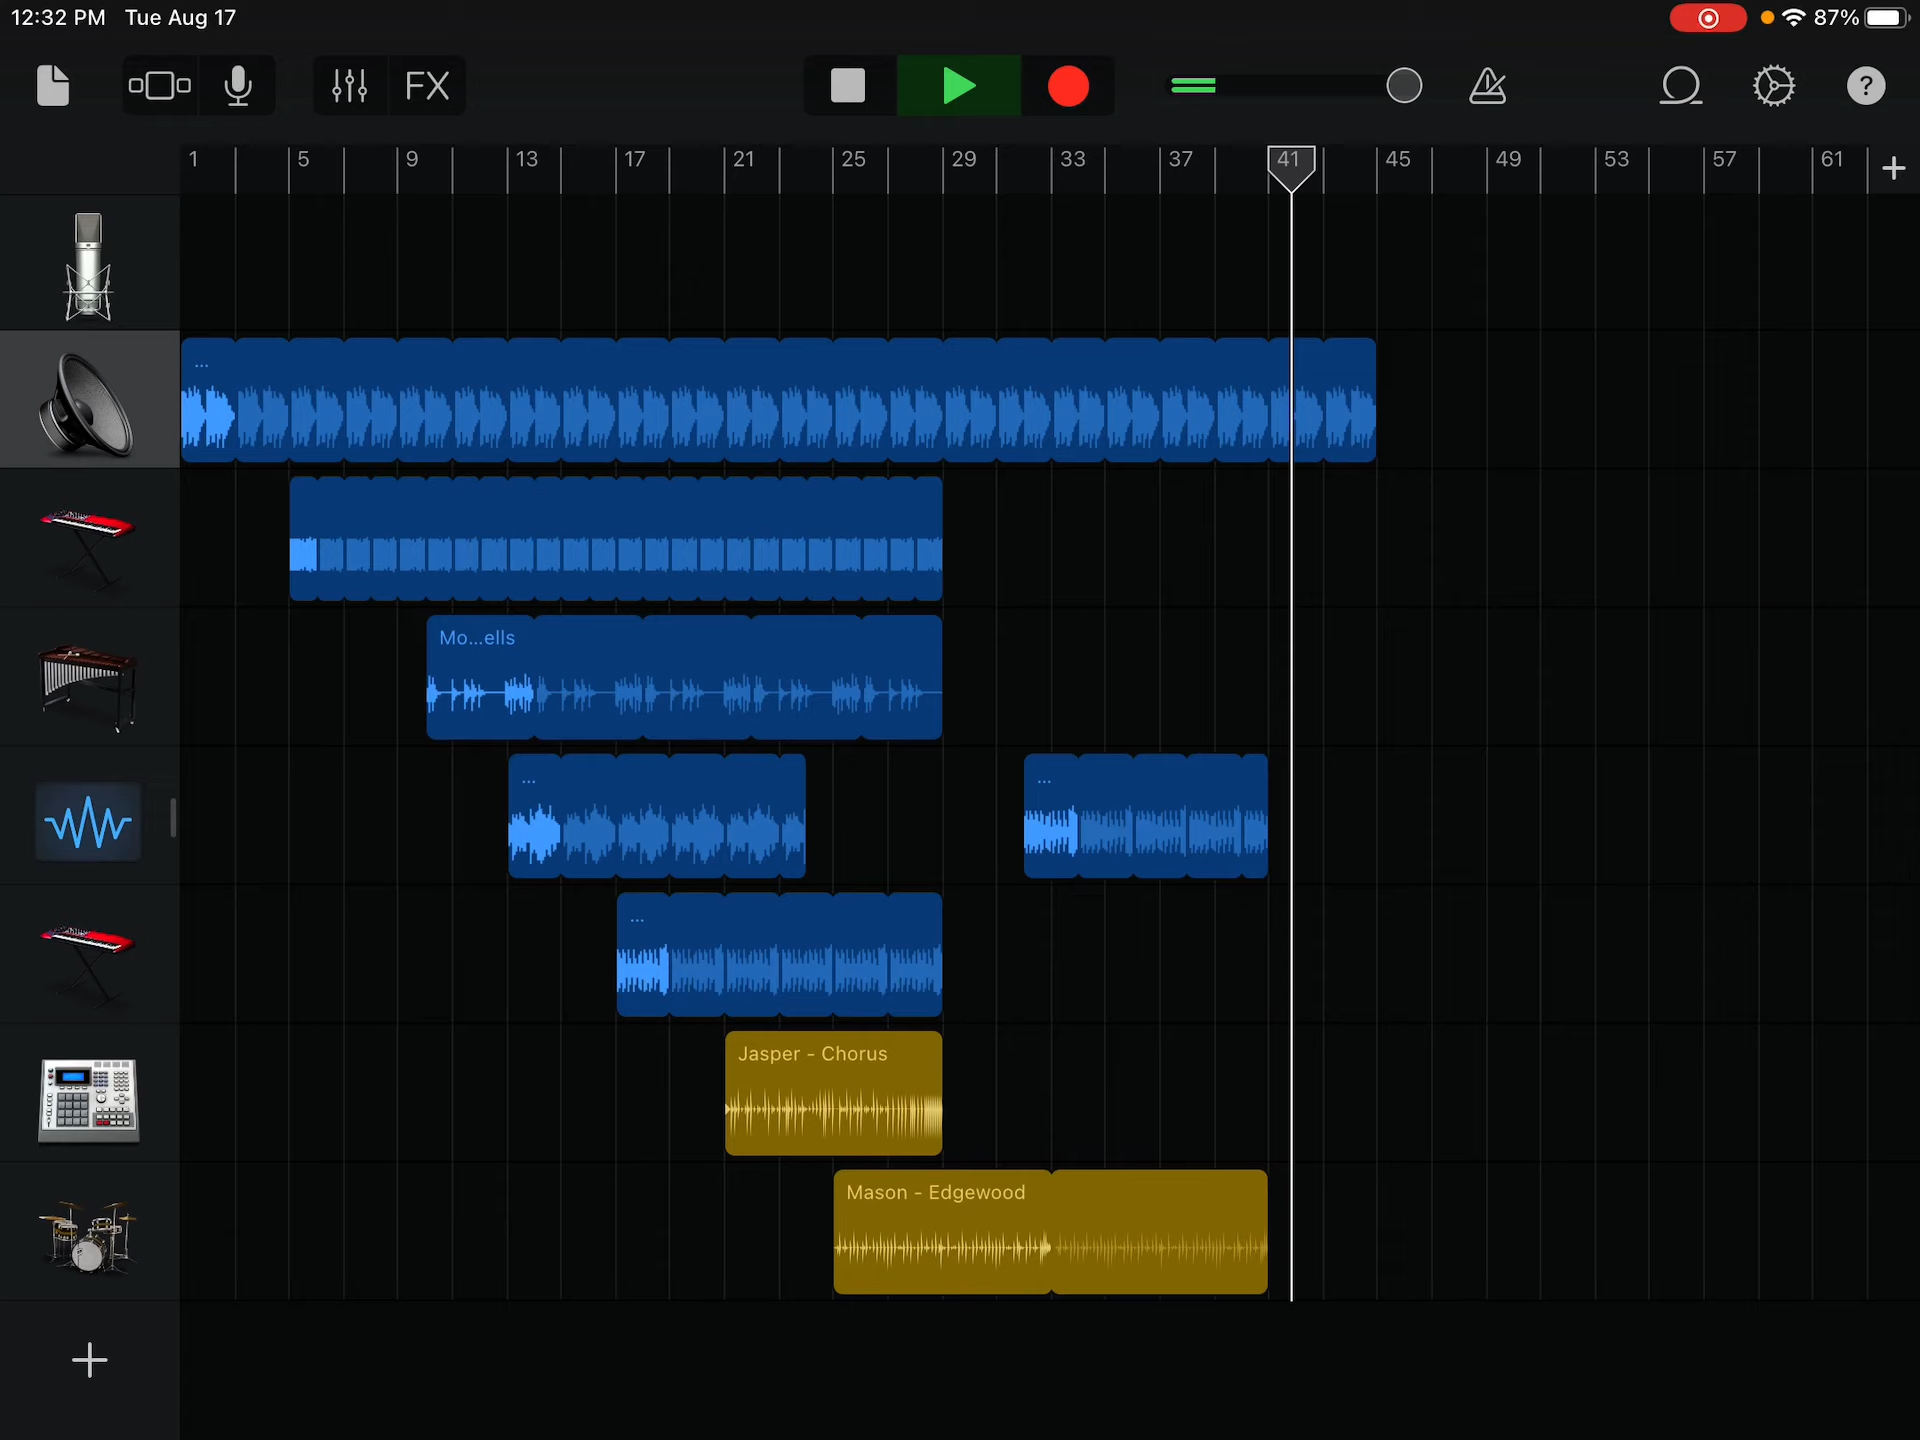 12:32 PM Tue Aug 17 87%
FX ?
1 5 9 13 17 21 25 29 33 37 41 45 49 53 57 61 +
...
Mo...ells
... ...
...
Jasper - Chorus
Mason - Edgewood
+